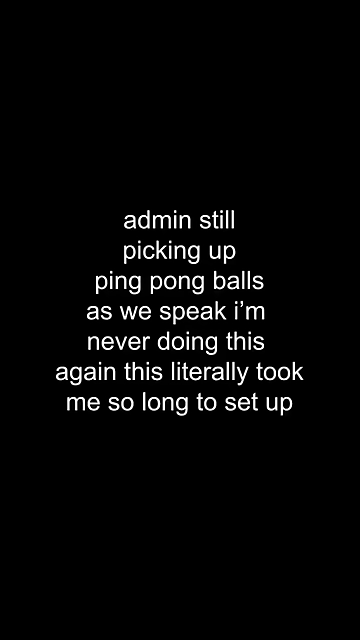 admin still
picking up
ping pong balls
as we speak i’m
never doing this
again this literally took
me so long to set up